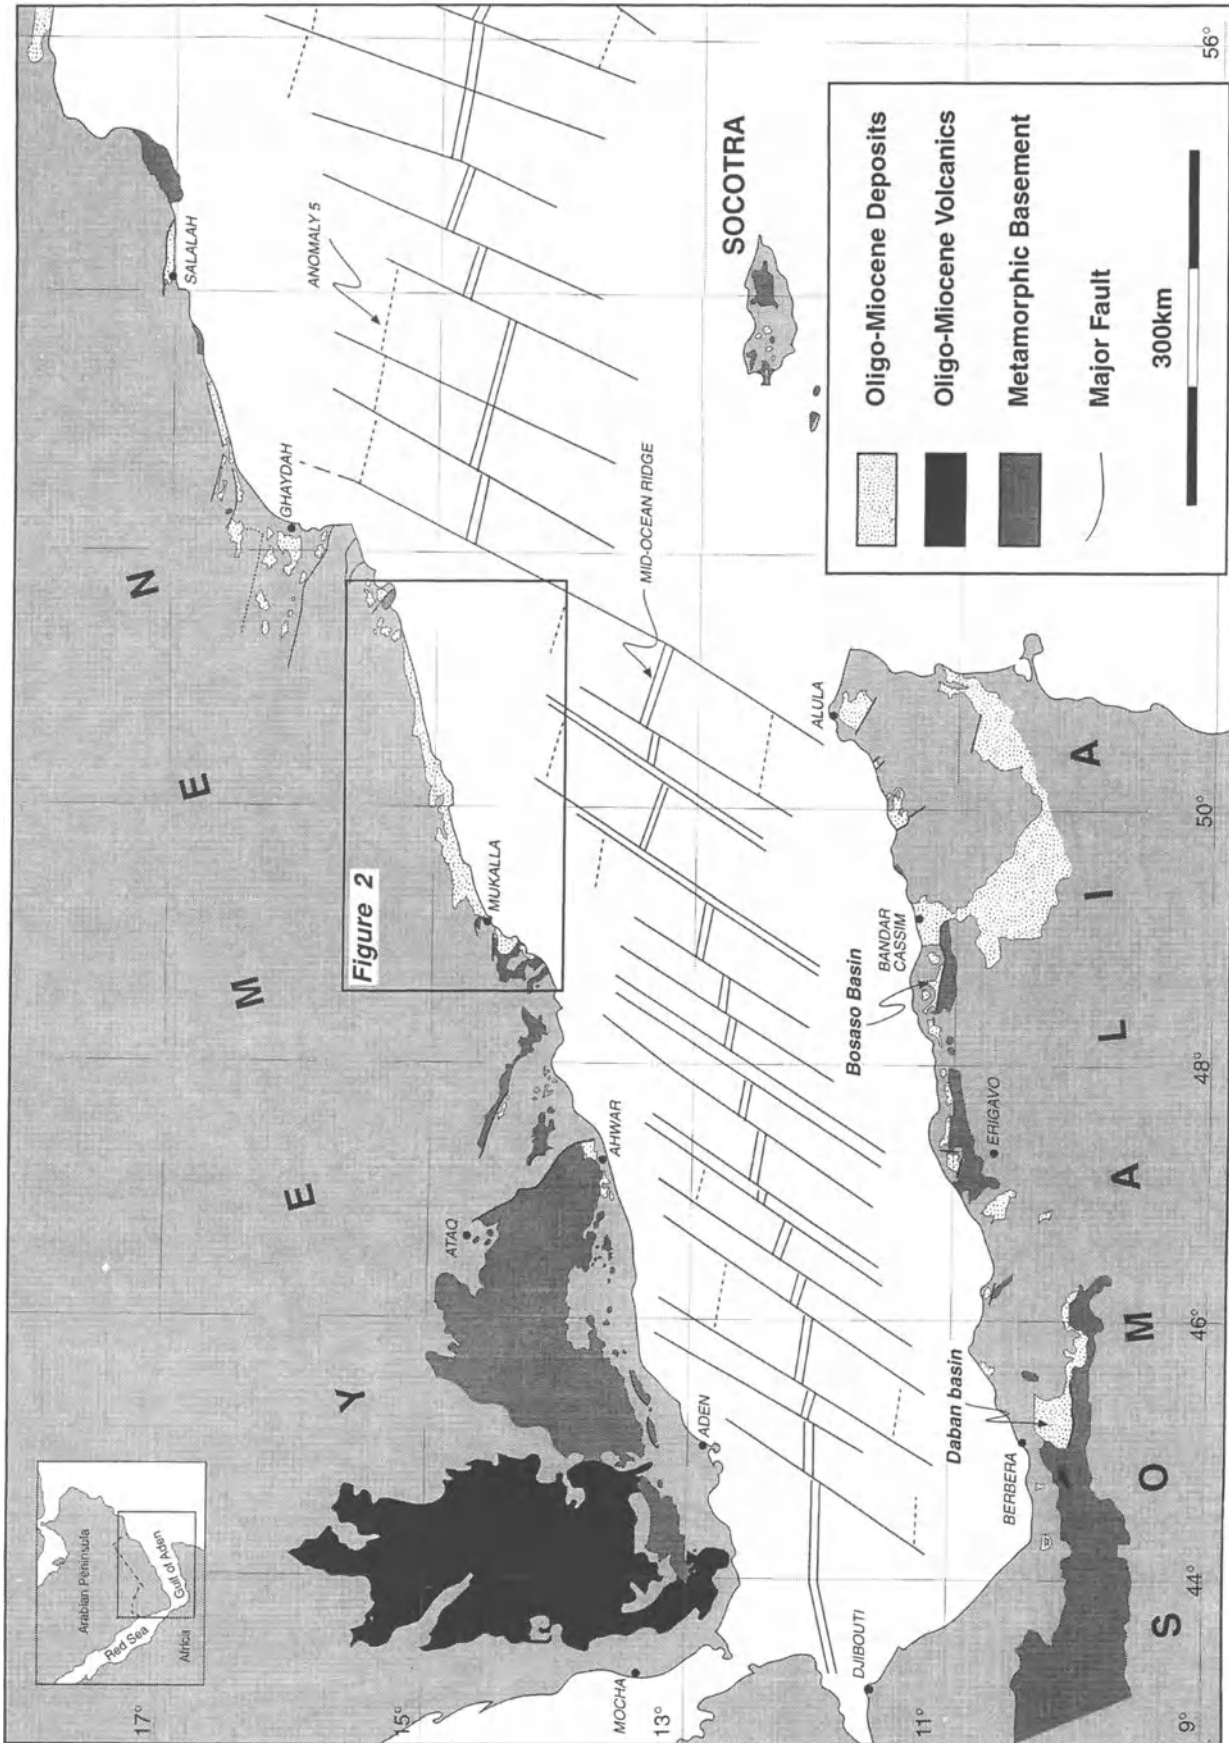 Arabian Peninsula
Red Sea
Gulf of Aden
Africa
Y E M E N
SALALAH
GHAYDAH
MUKALLA
AHWAR
ATAQ
ADEN
MOCHA
DJIBOUTI
ANOMALY 5
MID-OCEAN RIDGE
Figure 2
SOCOTRA
ALULA
BANDAR
CASSIM
Bosaso Basin
ERIGAVO
Daban basin
BERBERA
S O M A L I A
17°
15°
13°
11°
9°
44°
46°
48°
50°
56°
Oligo-Miocene Deposits
Oligo-Miocene Volcanics
Metamorphic Basement
Major Fault
300km